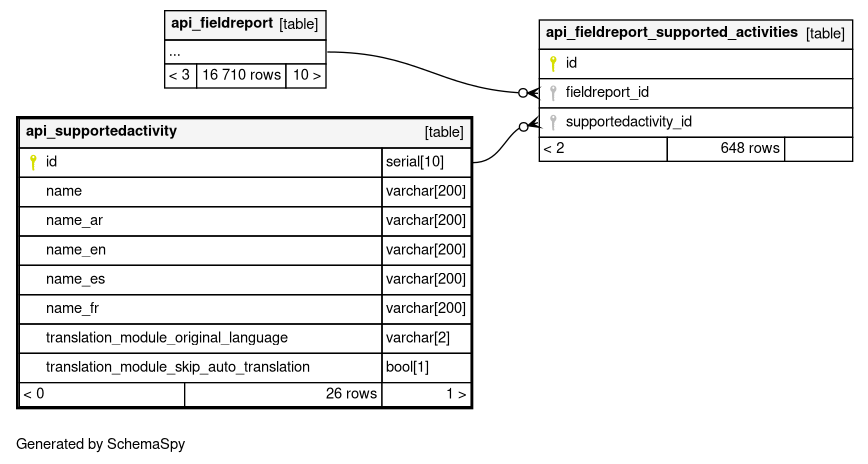 api_fieldreport [table]
...
< 3 16 710 rows 10 >
api_fieldreport_supported_activities [table]
id
fieldreport_id
supportedactivity_id
< 2 648 rows
api_supportedactivity [table]
id serial[10]
name varchar[200]
name_ar varchar[200]
name_en varchar[200]
name_es varchar[200]
name_fr varchar[200]
translation_module_original_language varchar[2]
translation_module_skip_auto_translation bool[1]
< 0 26 rows 1 >
Generated by SchemaSpy